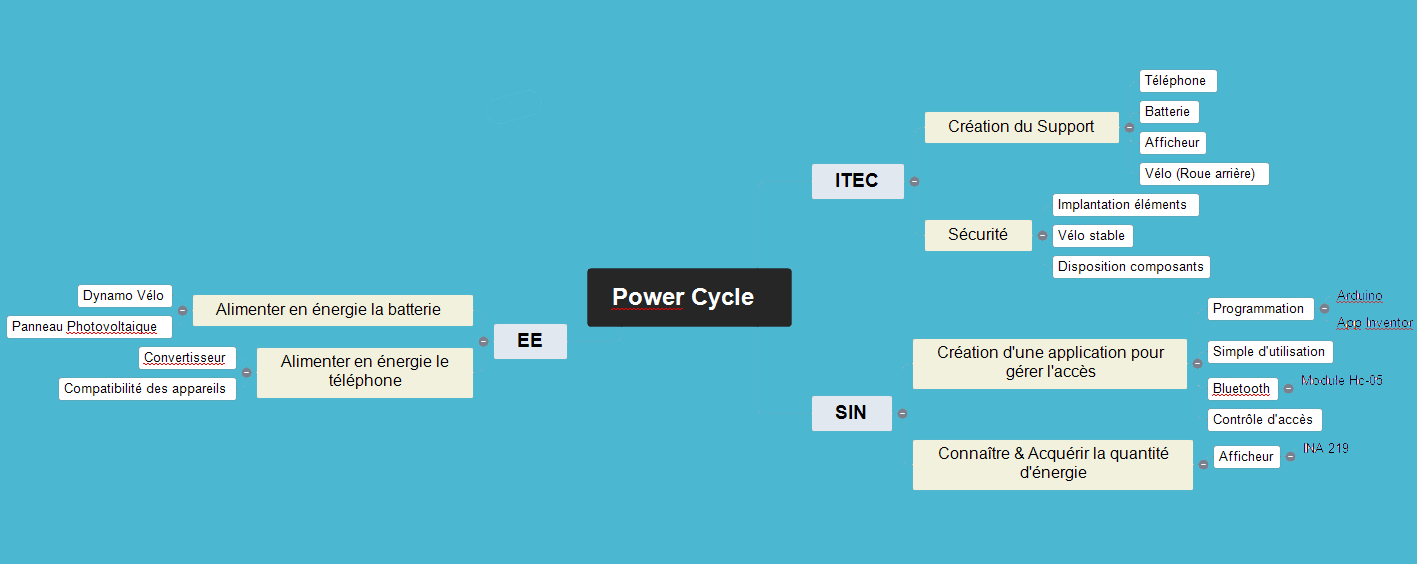 Power Cycle
ITEC
Création du Support
Téléphone
Batterie
Afficheur
Vélo (Roue arrière)
Sécurité
Implantation éléments
Vélo stable
Disposition composants
EE
Alimenter en énergie la batterie
Dynamo Vélo
Panneau Photovoltaique
Alimenter en énergie le
téléphone
Convertisseur
Compatibilité des appareils
SIN
Création d'une application pour
gérer l'accès
Programmation
Arduino
App Inventor
Simple d'utilisation
Bluetooth
Module Hc-05
Contrôle d'accès
Connaître & Acquérir la quantité
d'énergie
Afficheur
INA 219